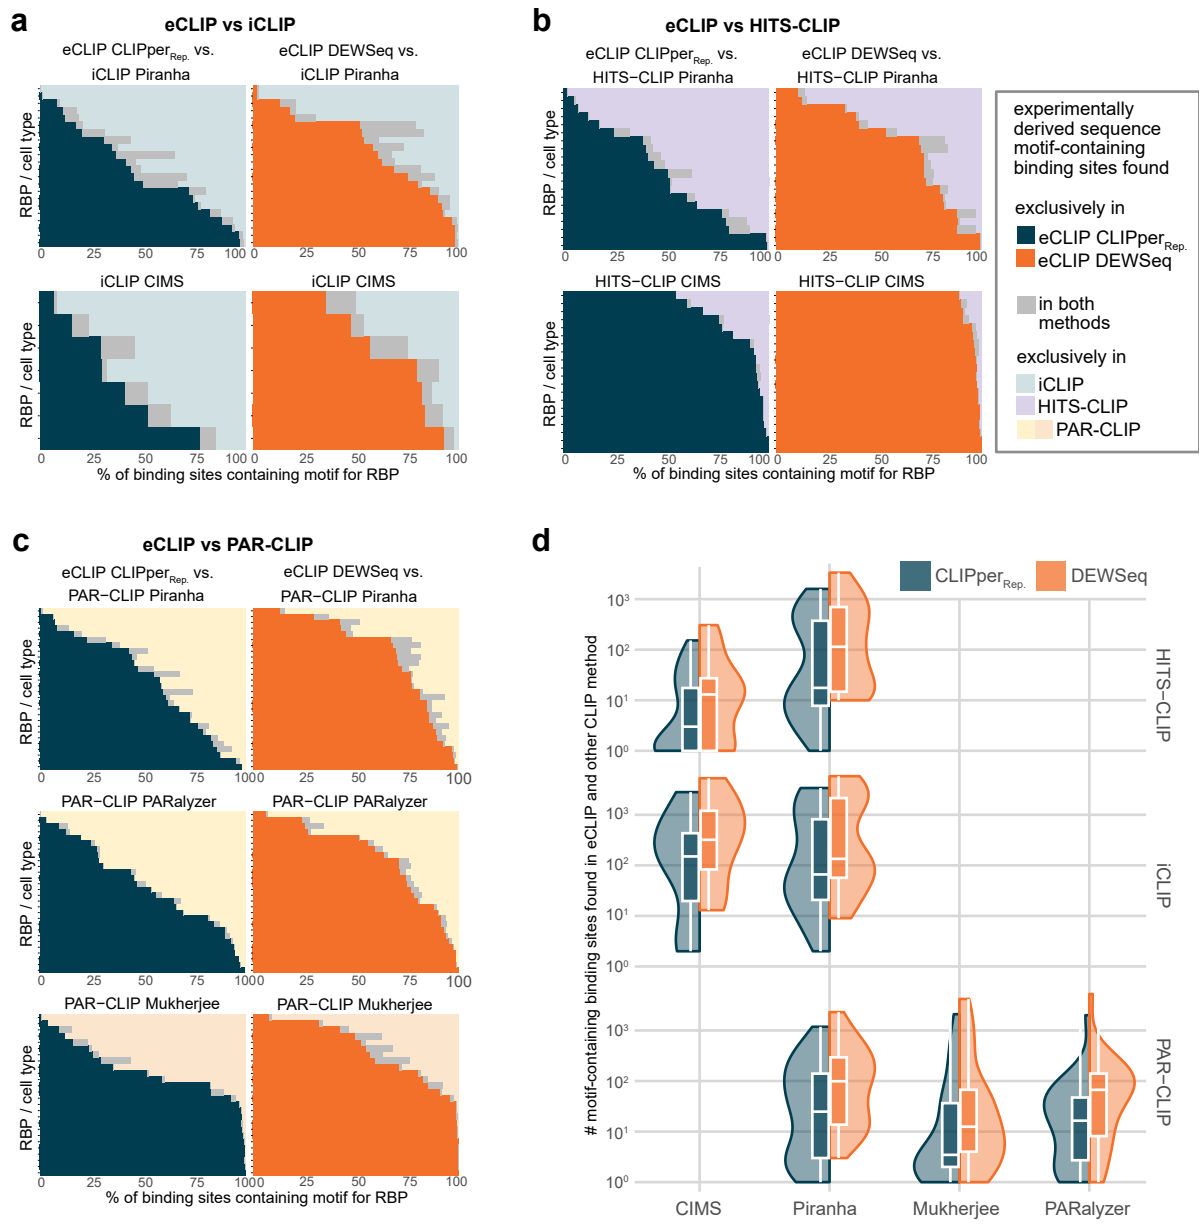 a
eCLIP vs iCLIP
eCLIP CLIPper Rep. vs.
iCLIP Piranha
eCLIP DEWSeq vs.
iCLIP Piranha
RBP / cell type
0 25 50 75 100
0 25 50 75 100
iCLIP CIMS
iCLIP CIMS
RBP / cell type
0 25 50 75 100
0 25 50 75 100
% of binding sites containing motif for RBP
b
eCLIP vs HITS-CLIP
eCLIP CLIPper Rep. vs.
HITS−CLIP Piranha
eCLIP DEWSeq vs.
HITS−CLIP Piranha
RBP / cell type
0 25 50 75 100
0 25 50 75 100
HITS−CLIP CIMS
HITS−CLIP CIMS
RBP / cell type
0 25 50 75 100
0 25 50 75 100
% of binding sites containing motif for RBP
experimentally
derived sequence
motif-containing
binding sites found
exclusively in
eCLIP CLIPper Rep.
eCLIP DEWSeq
in both
methods
exclusively in
iCLIP
HITS-CLIP
PAR-CLIP
c
eCLIP vs PAR-CLIP
eCLIP CLIPper Rep. vs.
PAR−CLIP Piranha
eCLIP DEWSeq vs.
PAR−CLIP Piranha
RBP / cell type
0 25 50 75 100
0 25 50 75 100
PAR−CLIP PARalyzer
PAR−CLIP PARalyzer
RBP / cell type
0 25 50 75 100
0 25 50 75 100
PAR−CLIP Mukherjee
PAR−CLIP Mukherjee
RBP / cell type
0 25 50 75 100
0 25 50 75 100
% of binding sites containing motif for RBP
d
CLIPper Rep.
DEWSeq
# motif-containing binding sites found in eCLIP and other CLIP method
10³
10²
10¹
10⁰
HITS−CLIP
10³
10²
10¹
10⁰
iCLIP
10³
10²
10¹
10⁰
PAR−CLIP
CIMS Piranha Mukherjee PARalyzer